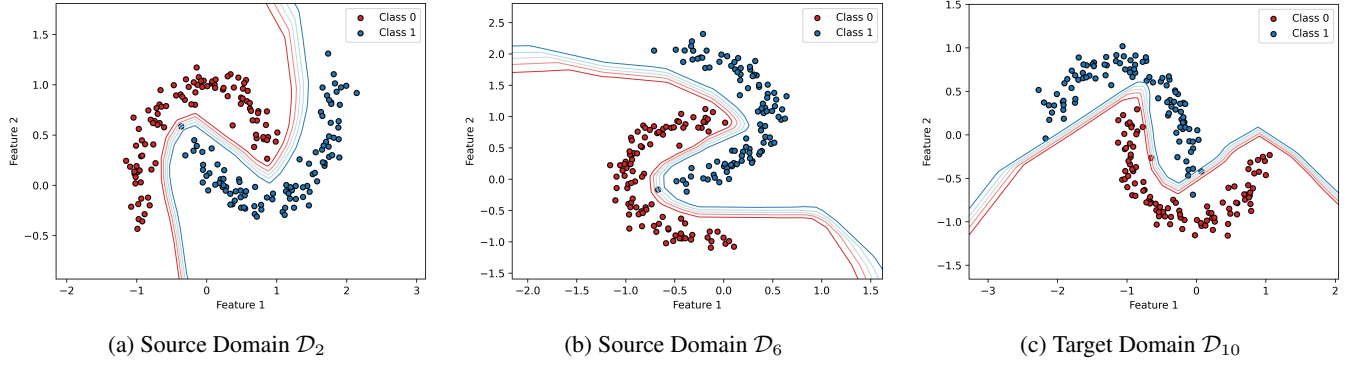 1.5
1.0
0.5
0.0
−0.5
−2
−1
0
1
2
3
Feature 2
Feature 1
Class 0
Class 1
2.5
2.0
1.5
1.0
0.5
0.0
−0.5
−1.0
−1.5
−2.0
−1.5
−1.0
−0.5
0.0
0.5
1.0
1.5
Feature 2
Feature 1
Class 0
Class 1
1.5
1.0
0.5
0.0
−0.5
−1.0
−1.5
−3
−2
−1
0
1
2
Feature 2
Feature 1
Class 0
Class 1
(a) Source Domain 𝒟₂
(b) Source Domain 𝒟₆
(c) Target Domain 𝒟₁₀